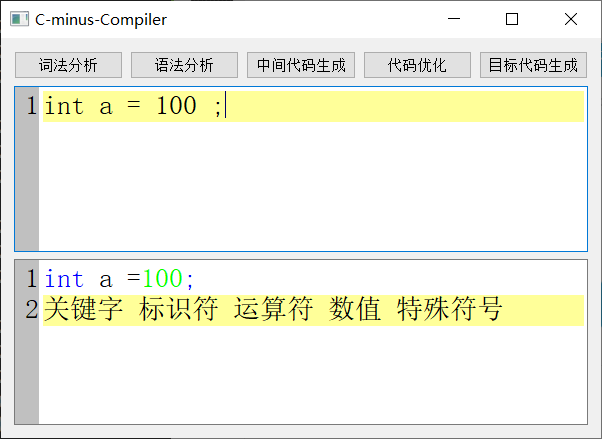 C-minus-Compiler
词法分析 语法分析 中间代码生成 代码优化 目标代码生成
1 int a = 100 ;
1 int a =100;
2 关键字 标识符 运算符 数值 特殊符号